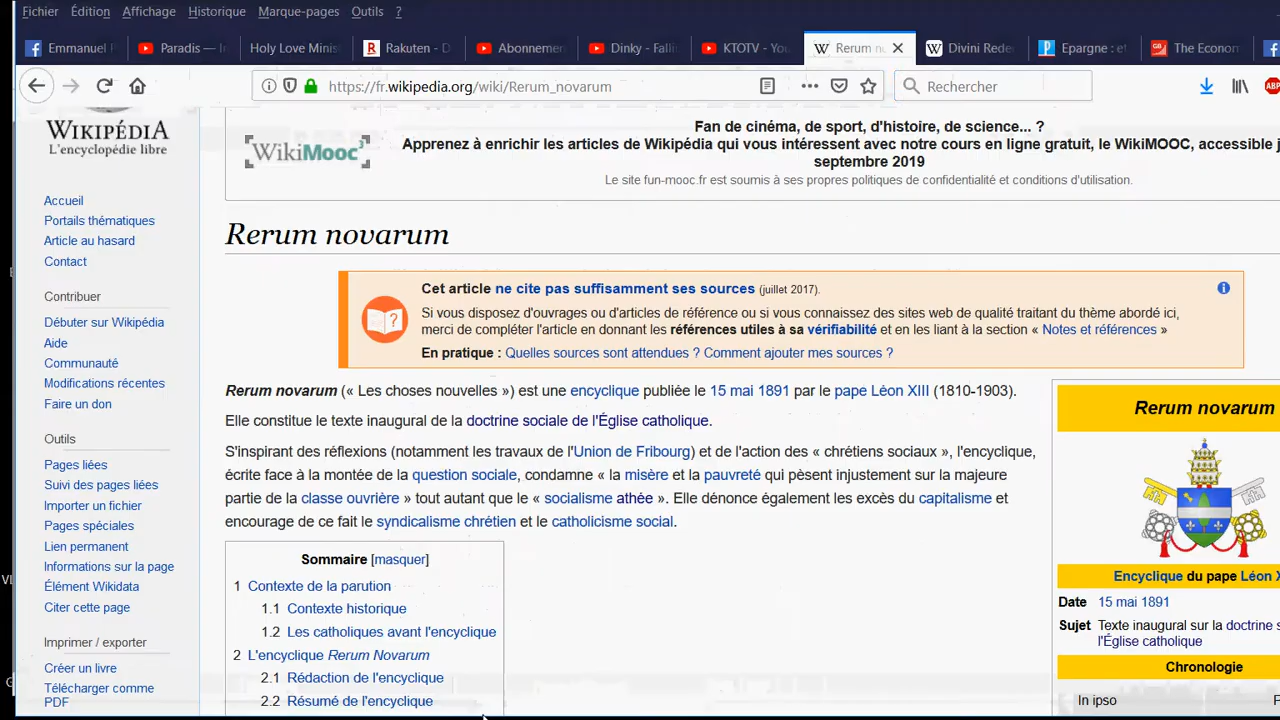 Fichier Édition Affichage Historique Marque-pages Outils ?
Emmanuel P Paradis — I Holy Love Minis Rakuten - D Abonnemen Dinky - Falli KTOTV - You Rerum no Divini Rede Epargne : et The Econom
https://fr.wikipedia.org/wiki/Rerum_novarum
Rechercher
ABP
WIKIPÉDIA
L'encyclopédie libre
Accueil
Portails thématiques
Article au hasard
Contact
Contribuer
Débuter sur Wikipédia
Aide
Communauté
Modifications récentes
Faire un don
Outils
Pages liées
Suivi des pages liées
Importer un fichier
Pages spéciales
Lien permanent
Informations sur la page
Élément Wikidata
Citer cette page
Imprimer / exporter
Créer un livre
Télécharger comme
PDF
WikiMooc3
Fan de cinéma, de sport, d'histoire, de science... ?
Apprenez à enrichir les articles de Wikipédia qui vous intéressent avec notre cours en ligne gratuit, le WikiMOOC, accessible j
septembre 2019
Le site fun-mooc.fr est soumis à ses propres politiques de confidentialité et conditions d'utilisation.
Rerum novarum
Cet article ne cite pas suffisamment ses sources (juillet 2017).
Si vous disposez d'ouvrages ou d'articles de référence ou si vous connaissez des sites web de qualité traitant du thème abordé ici,
merci de compléter l'article en donnant les références utiles à sa vérifiabilité et en les liant à la section « Notes et références »
En pratique : Quelles sources sont attendues ? Comment ajouter mes sources ?
Rerum novarum (« Les choses nouvelles ») est une encyclique publiée le 15 mai 1891 par le pape Léon XIII (1810-1903).
Elle constitue le texte inaugural de la doctrine sociale de l'Église catholique.
S'inspirant des réflexions (notamment les travaux de l'Union de Fribourg) et de l'action des « chrétiens sociaux », l'encyclique,
écrite face à la montée de la question sociale, condamne « la misère et la pauvreté qui pèsent injustement sur la majeure
partie de la classe ouvrière » tout autant que le « socialisme athée ». Elle dénonce également les excès du capitalisme et
encourage de ce fait le syndicalisme chrétien et le catholicisme social.
Sommaire [masquer]
1 Contexte de la parution
1.1 Contexte historique
1.2 Les catholiques avant l'encyclique
2 L'encyclique Rerum Novarum
2.1 Rédaction de l'encyclique
2.2 Résumé de l'encyclique
Rerum novarum
Encyclique du pape Léon X
Date 15 mai 1891
Sujet Texte inaugural sur la doctrine s
l'Église catholique
Chronologie
In ipso